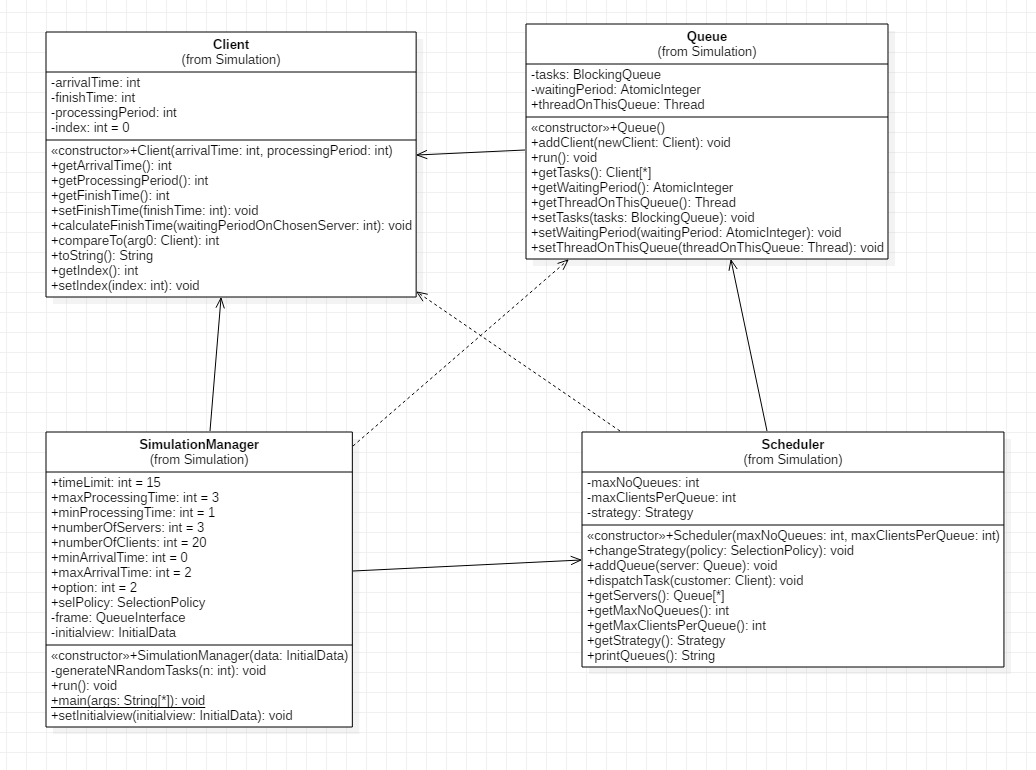 Client
(from Simulation)
-arrivalTime: int
-finishTime: int
-processingPeriod: int
-index: int = 0
«constructor»+Client(arrivalTime: int, processingPeriod: int)
+getArrivalTime(): int
+getProcessingPeriod(): int
+getFinishTime(): int
+setFinishTime(finishTime: int): void
+calculateFinishTime(waitingPeriodOnChosenServer: int): void
+compareTo(arg0: Client): int
+toString(): String
+getIndex(): int
+setIndex(index: int): void
Queue
(from Simulation)
-tasks: BlockingQueue
-waitingPeriod: AtomicInteger
+threadOnThisQueue: Thread
«constructor»+Queue()
+addClient(newClient: Client): void
+run(): void
+getTasks(): Client[*]
+getWaitingPeriod(): AtomicInteger
+getThreadOnThisQueue(): Thread
+setTasks(tasks: BlockingQueue): void
+setWaitingPeriod(waitingPeriod: AtomicInteger): void
+setThreadOnThisQueue(threadOnThisQueue: Thread): void
SimulationManager
(from Simulation)
+timeLimit: int = 15
+maxProcessingTime: int = 3
+minProcessingTime: int = 1
+numberOfServers: int = 3
+numberOfClients: int = 20
+minArrivalTime: int = 0
+maxArrivalTime: int = 2
+option: int = 2
+selPolicy: SelectionPolicy
-frame: QueueInterface
-initialview: InitialData
«constructor»+SimulationManager(data: InitialData)
-generateNRandomTasks(n: int): void
+run(): void
+main(args: String[*]): void
+setInitialview(initialview: InitialData): void
Scheduler
(from Simulation)
-maxNoQueues: int
-maxClientsPerQueue: int
-strategy: Strategy
«constructor»+Scheduler(maxNoQueues: int, maxClientsPerQueue: int)
+changeStrategy(policy: SelectionPolicy): void
+addQueue(server: Queue): void
+dispatchTask(customer: Client): void
+getServers(): Queue[*]
+getMaxNoQueues(): int
+getMaxClientsPerQueue(): int
+getStrategy(): Strategy
+printQueues(): String